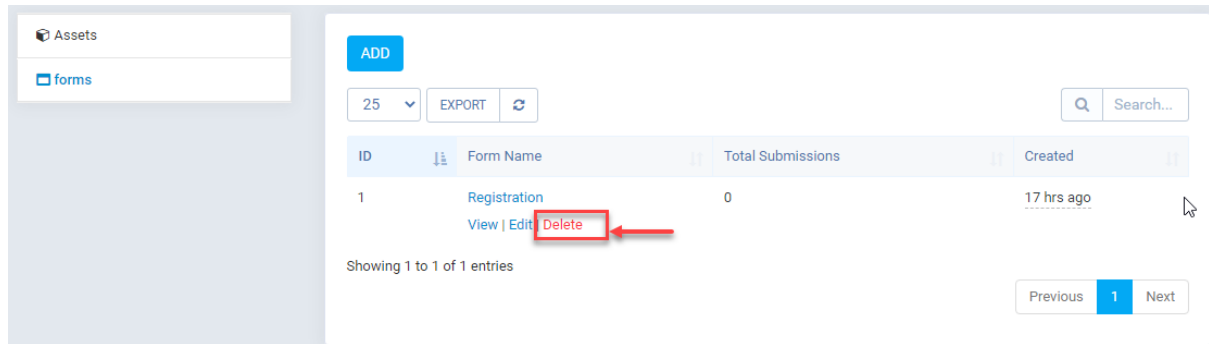 Assets
forms
ADD
25 EXPORT
Search...
ID Form Name Total Submissions Created
1 Registration 0 17 hrs ago
View | Edit | Delete
Showing 1 to 1 of 1 entries
Previous 1 Next